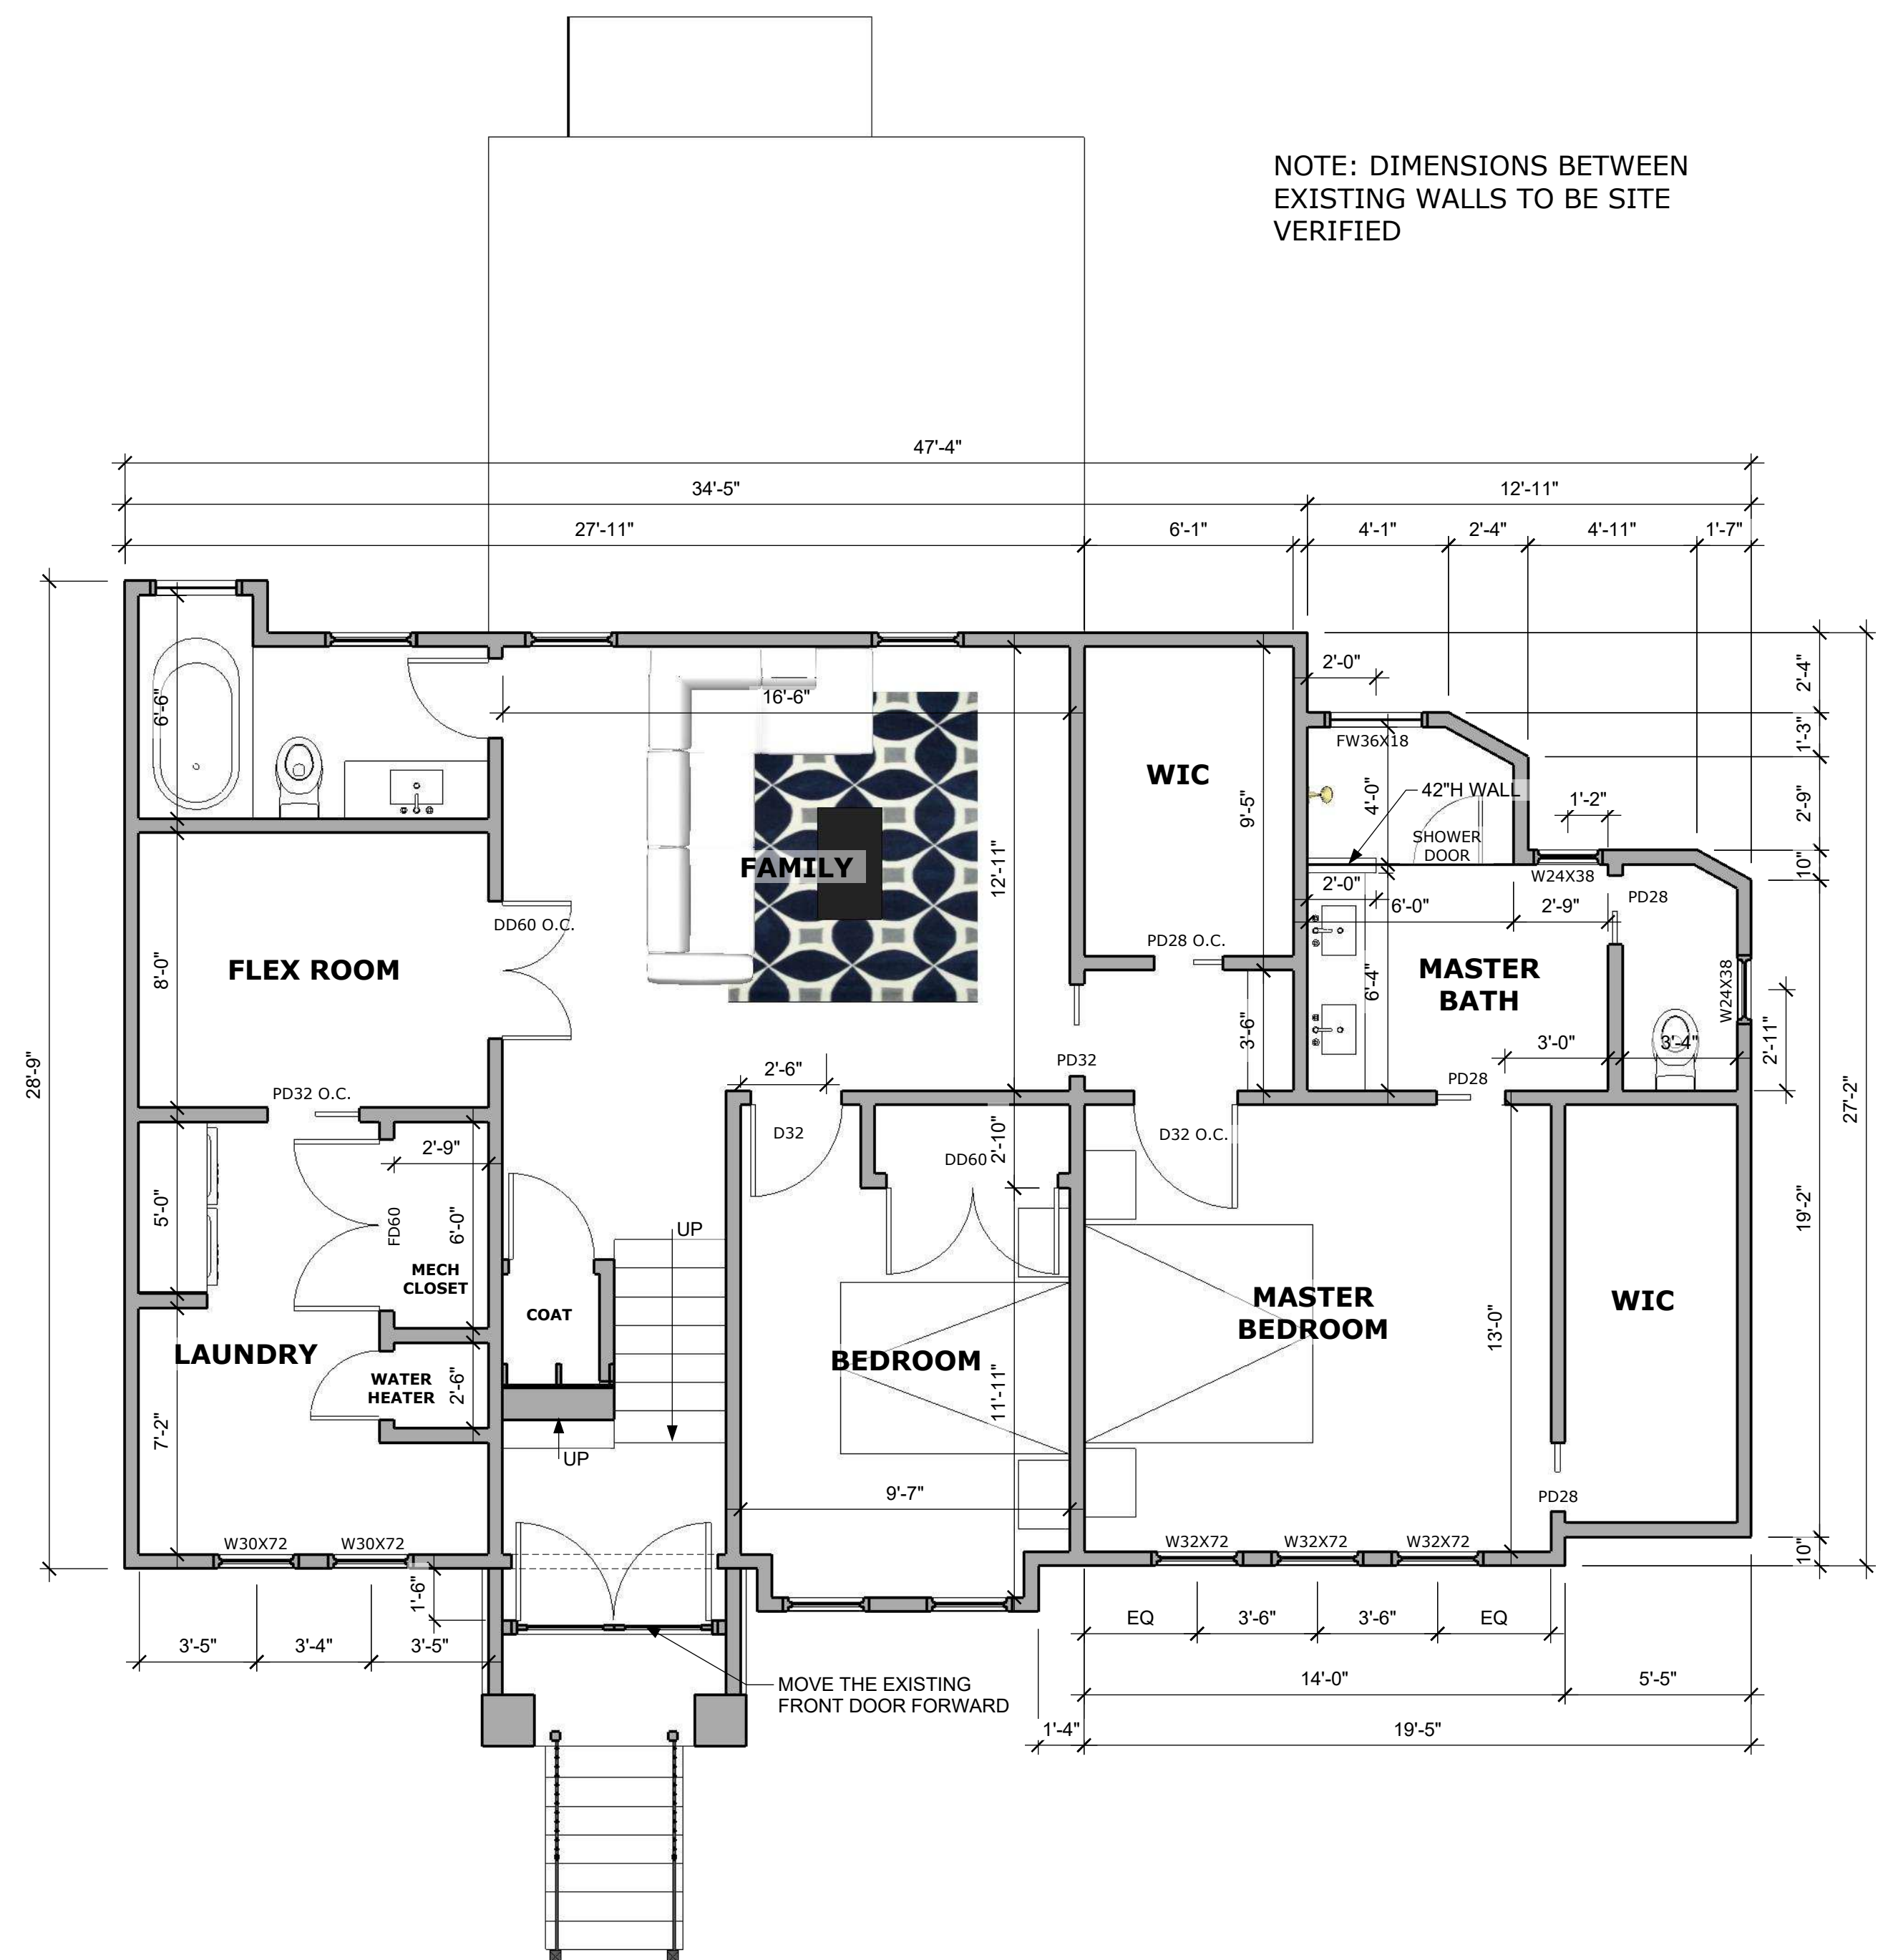 NOTE: DIMENSIONS BETWEEN
EXISTING WALLS TO BE SITE
VERIFIED
47'-4"
34'-5"
12'-11"
27'-11"
6'-1"
4'-1"
2'-4"
4'-11"
1'-7"
2'-4"
1'-3"
2'-9"
10"
27'-2"
19'-2"
10"
28'-9"
6'-6"
16'-6"
2'-0"
FW36X18
WIC
9'-5"
4'-0"
42"H WALL
SHOWER
DOOR
1'-2"
W24X38
PD28
FAMILY
12'-11"
DD60 O.C.
FLEX ROOM
8'-0"
PD28 O.C.
2'-0"
6'-0"
2'-9"
MASTER
BATH
6'-4"
W24X38
2'-11"
3'-6"
3'-0"
3'-4"
PD32
PD28
2'-6"
PD32 O.C.
2'-9"
D32
DD60
2'-10"
D32 O.C.
5'-0"
FD60
6'-0"
UP
MECH
CLOSET
COAT
MASTER
BEDROOM
13'-0"
WIC
LAUNDRY
BEDROOM
11'-11"
WATER
HEATER
2'-6"
7'-2"
UP
9'-7"
PD28
W30X72
W30X72
W32X72
W32X72
W32X72
1'-6"
3'-5"
3'-4"
3'-5"
EQ
3'-6"
3'-6"
EQ
MOVE THE EXISTING
FRONT DOOR FORWARD
14'-0"
5'-5"
1'-4"
19'-5"